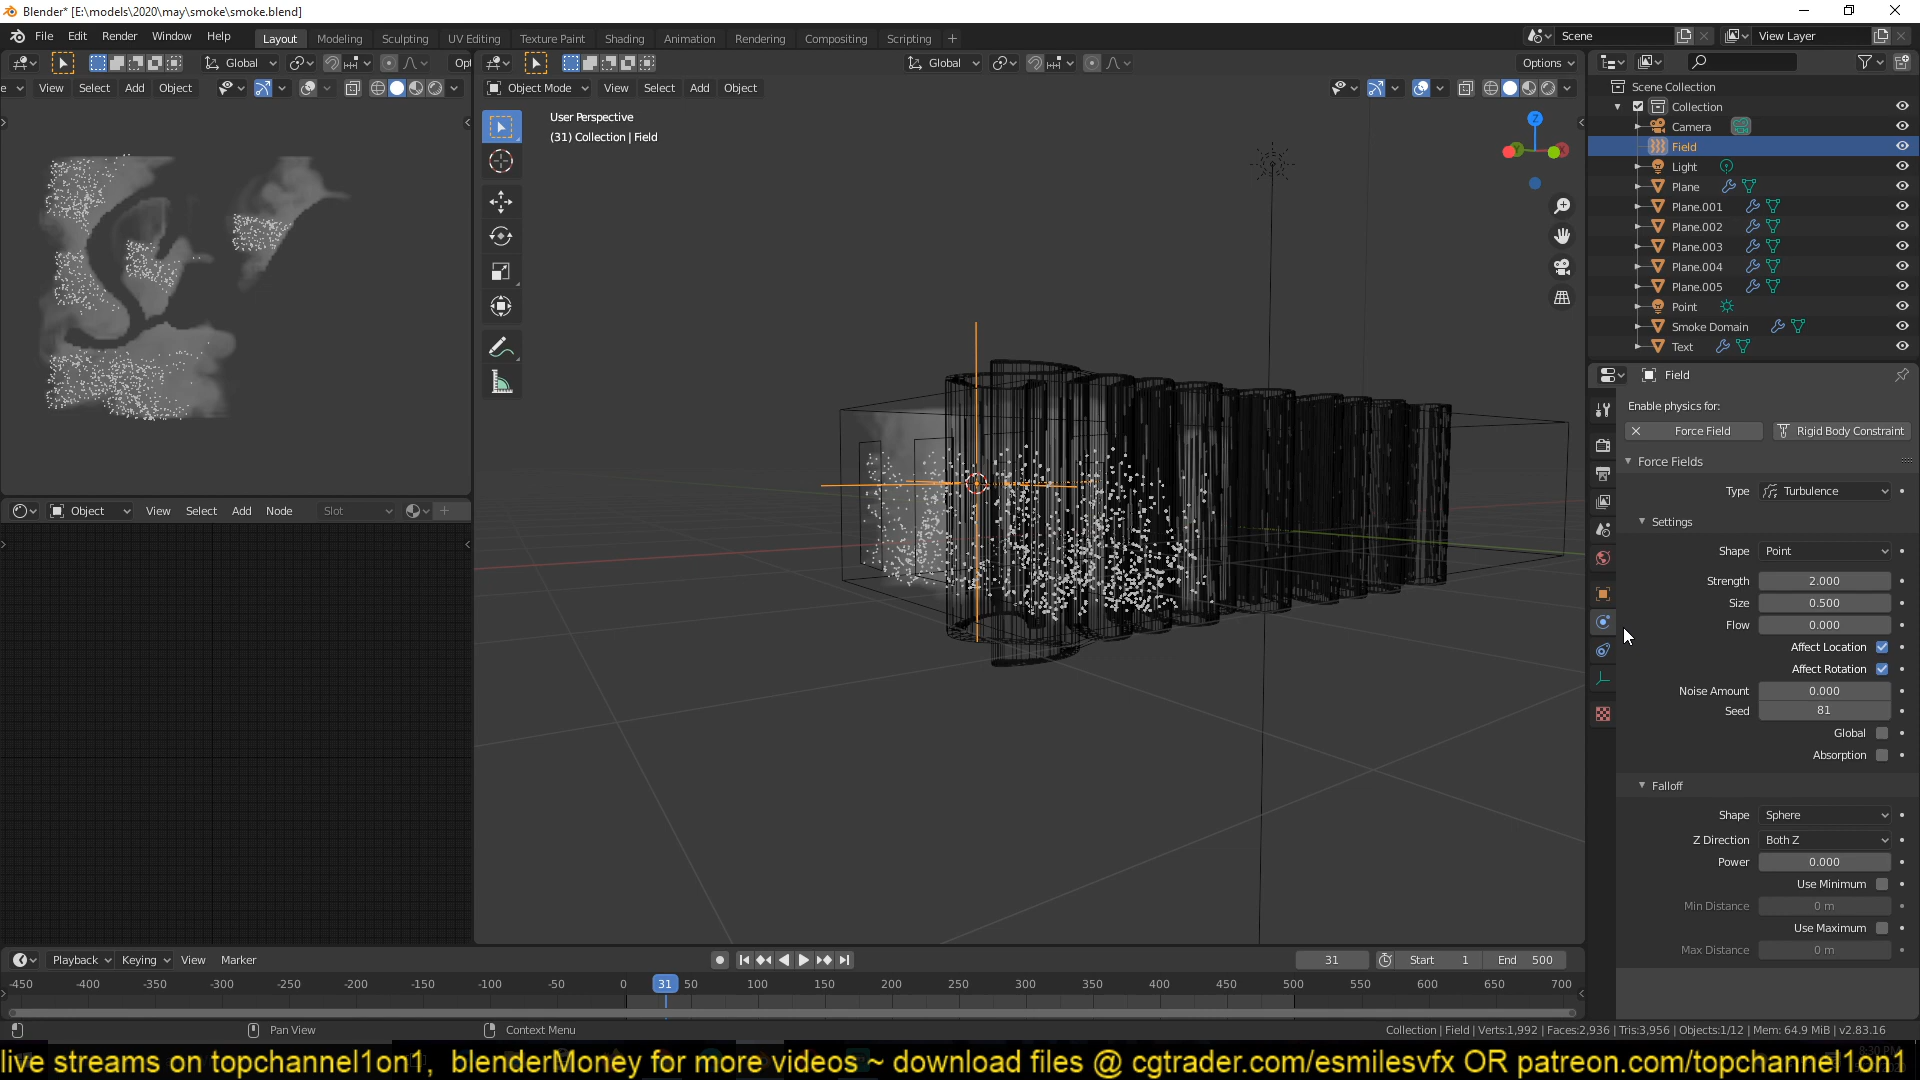 Blender* [E:\models\2020\may\smoke\smoke.blend]
File Edit Render Window Help Layout Modeling Sculpting UV Editing Texture Paint Shading Animation Rendering Compositing Scripting + Scene View Layer
Global Opt Global Options
View Select Add Object Object Mode View Select Add Object
User Perspective
(31) Collection | Field
Z
Scene Collection
Collection
Camera
Field
Light
Plane
Plane.001
Plane.002
Plane.003
Plane.004
Plane.005
Point
Smoke Domain
Text
Field
Enable physics for:
Force Field Rigid Body Constraint
Force Fields
Type Turbulence
Settings
Shape Point
Strength 2.000
Size 0.500
Flow 0.000
Affect Location
Affect Rotation
Noise Amount 0.000
Seed 81
Global
Absorption
Falloff
Shape Sphere
Z Direction Both Z
Power 0.000
Use Minimum
Min Distance 0 m
Use Maximum
Max Distance 0 m
Object View Select Add Node Slot
Playback Keying View Marker 31 Start 1 End 500
-450 -400 -350 -300 -250 -200 -150 -100 -50 0 31 50 100 150 200 250 300 350 400 450 500 550 600 650 700
Pan View Context Menu Collection | Field | Verts:1,992 | Faces:2,936 | Tris:3,956 | Objects:1/12 | Mem: 64.9 MiB | v2.83.16
live streams on topchannel1on1, blenderMoney for more videos ~ download files @ cgtrader.com/esmilesvfx OR patreon.com/topchannel1on1